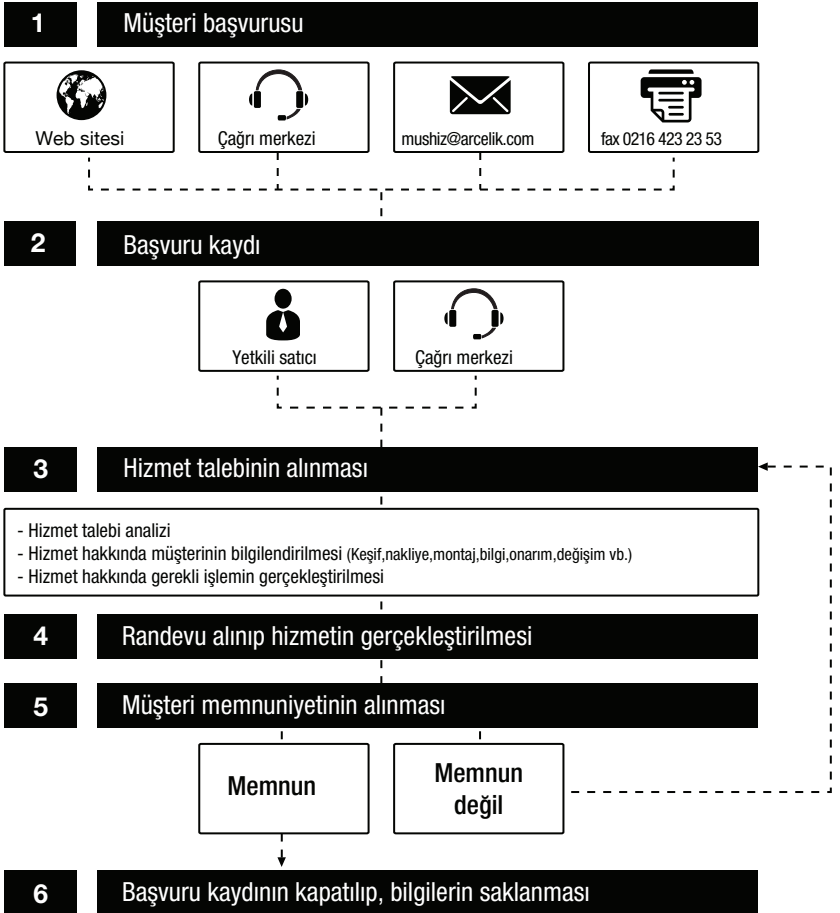 1 Müşteri başvurusu
Web sitesi
Çağrı merkezi
mushiz@arcelik.com
fax 0216 423 23 53
2 Başvuru kaydı
Yetkili satıcı
Çağrı merkezi
3 Hizmet talebinin alınması
- Hizmet talebi analizi
- Hizmet hakkında müşterinin bilgilendirilmesi (Keşif,nakliye,montaj,bilgi,onarım,değişim vb.)
- Hizmet hakkında gerekli işlemin gerçekleştirilmesi
4 Randevu alınıp hizmetin gerçekleştirilmesi
5 Müşteri memnuniyetinin alınması
Memnun
Memnun
değil
6 Başvuru kaydının kapatılıp, bilgilerin saklanması